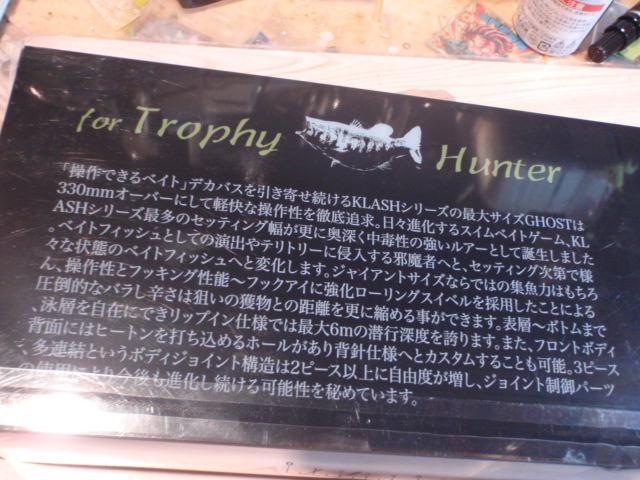 for Trophy Hunter
「操作できるベイト」デカバスを引き寄せ続けるKLASHシリーズの最大サイズGHOSTは
330mmオーバーにして軽快な操作性を徹底追求。日々進化するスイムベイトゲーム、KL
ASHシリーズ最多のセッティング幅が更に奥深く中毒性の強いルアーとして誕生しました
。ベイトフィッシュとしての演出やテリトリーに侵入する邪魔者へと、セッティング次第で様
々な状態のベイトフィッシュへと変化します。ジャイアントサイズならではの集魚力はもちろ
ん、操作性とフッキング性能～フックアイに強化ローリングスイベルを採用したことによる
圧倒的なバラし辛さは狙いの獲物との距離を更に縮める事ができます。表層～ボトムまで
、泳層を自在にできリップイン仕様では最大6mの潜行深度を誇ります。また、フロントボディ
背面にはヒートンを打ち込めるホールがあり背針仕様へとカスタムすることも可能。3ピース
、多連結というボディジョイント構造は2ピース以上に自由度が増し、ジョイント制御パーツ
の使用により今後も進化し続ける可能性を秘めています。